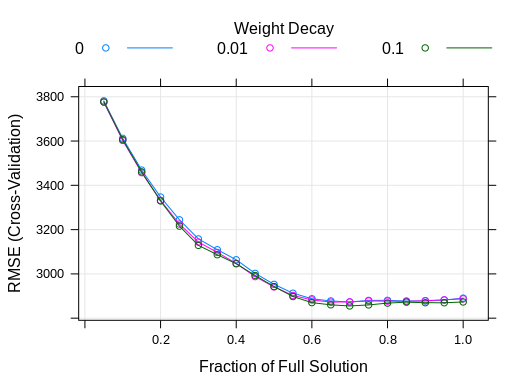 Weight Decay
0 0.01 0.1
3800
3600
3400
3200
3000
RMSE (Cross-Validation)
0.2 0.4 0.6 0.8 1.0
Fraction of Full Solution